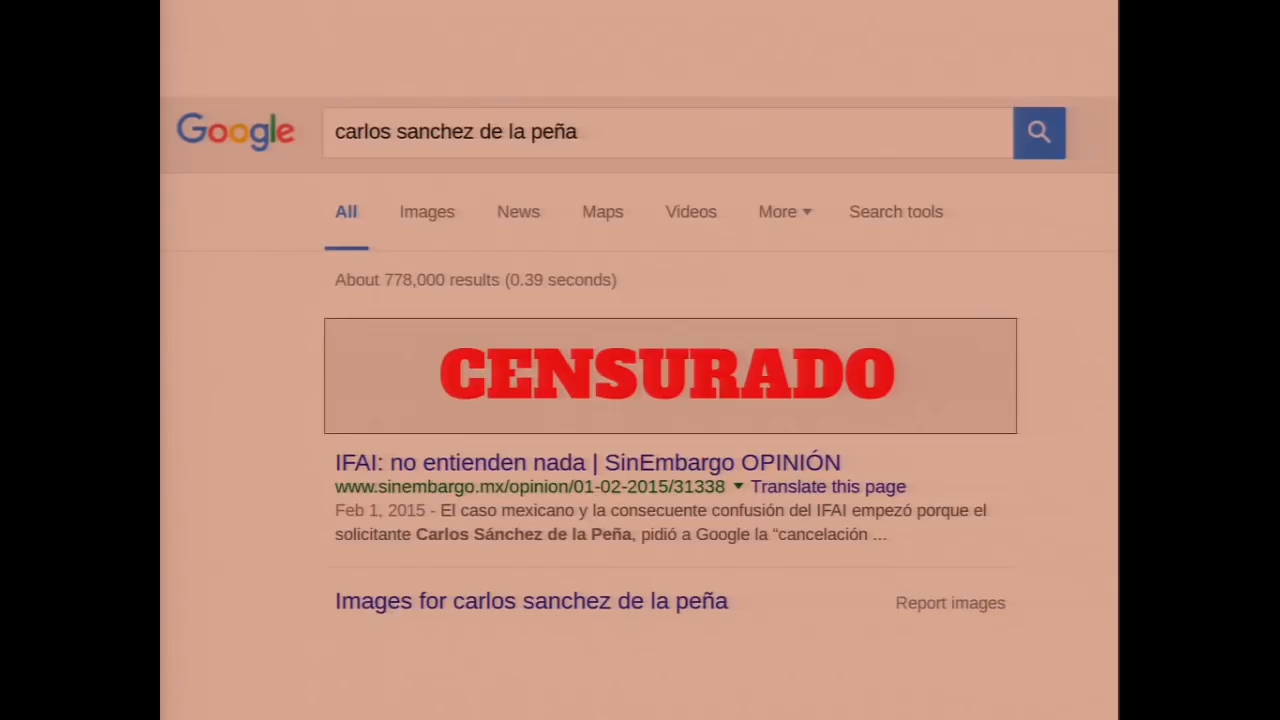 Google
carlos sanchez de la peña
All Images News Maps Videos More Search tools
About 778,000 results (0.39 seconds)
CENSURADO
IFAI: no entienden nada | SinEmbargo OPINIÓN
www.sinembargo.mx/opinion/01-02-2015/31338 Translate this page
Feb 1, 2015 - El caso mexicano y la consecuente confusión del IFAI empezó porque el
solicitante Carlos Sánchez de la Peña, pidió a Google la “cancelación ...
Images for carlos sanchez de la peña Report images